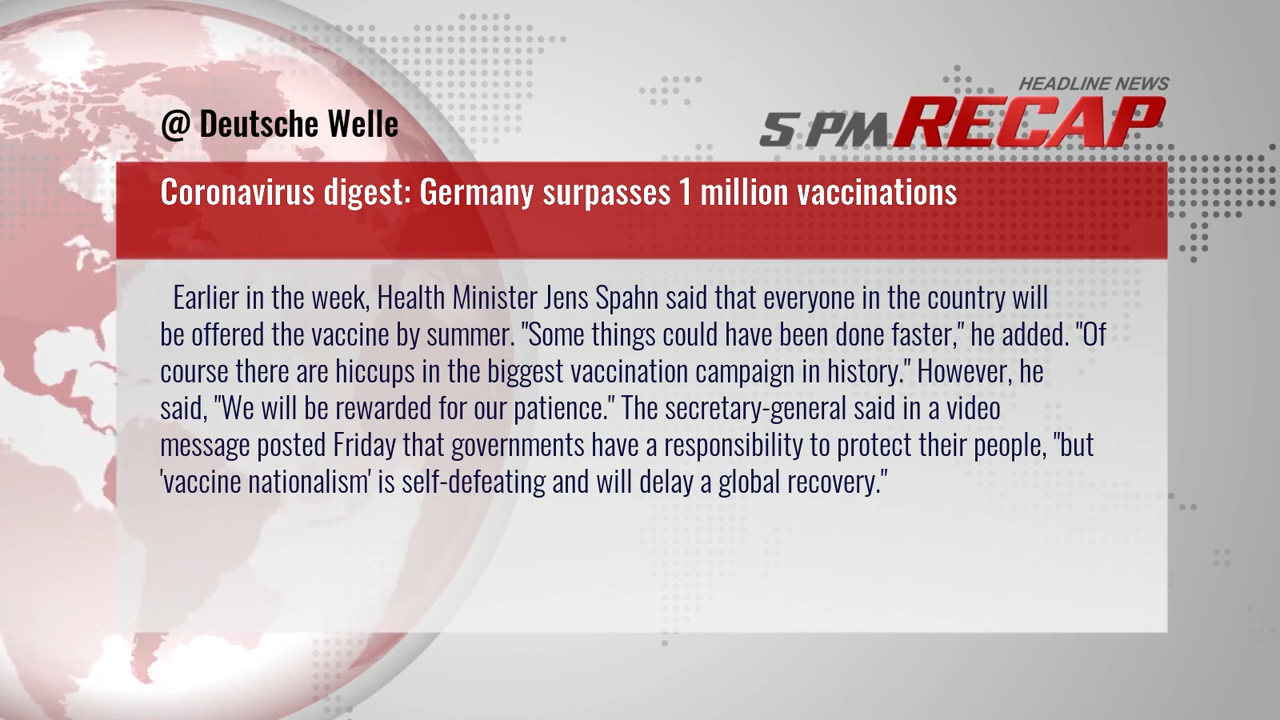 HEADLINE NEWS
5 PM RECAP
@ Deutsche Welle
Coronavirus digest: Germany surpasses 1 million vaccinations
Earlier in the week, Health Minister Jens Spahn said that everyone in the country will
be offered the vaccine by summer. "Some things could have been done faster," he added. "Of
course there are hiccups in the biggest vaccination campaign in history." However, he
said, "We will be rewarded for our patience." The secretary-general said in a video
message posted Friday that governments have a responsibility to protect their people, "but
'vaccine nationalism' is self-defeating and will delay a global recovery."